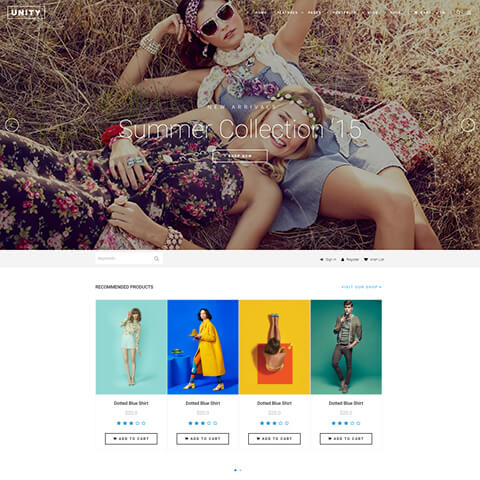 UNITY
HOME FEATURES PAGES PORTFOLIO BLOG SHOP
NEW ARRIVALS
Summer Collection '15
SHOP NOW
Keywords
Sign In Register Wish List
RECOMMENDED PRODUCTS
VISIT OUR SHOP
Dotted Blue Shirt Dotted Blue Shirt Dotted Blue Shirt Dotted Blue Shirt
$20.0 $20.0 $20.0 $20.0
ADD TO CART ADD TO CART ADD TO CART ADD TO CART